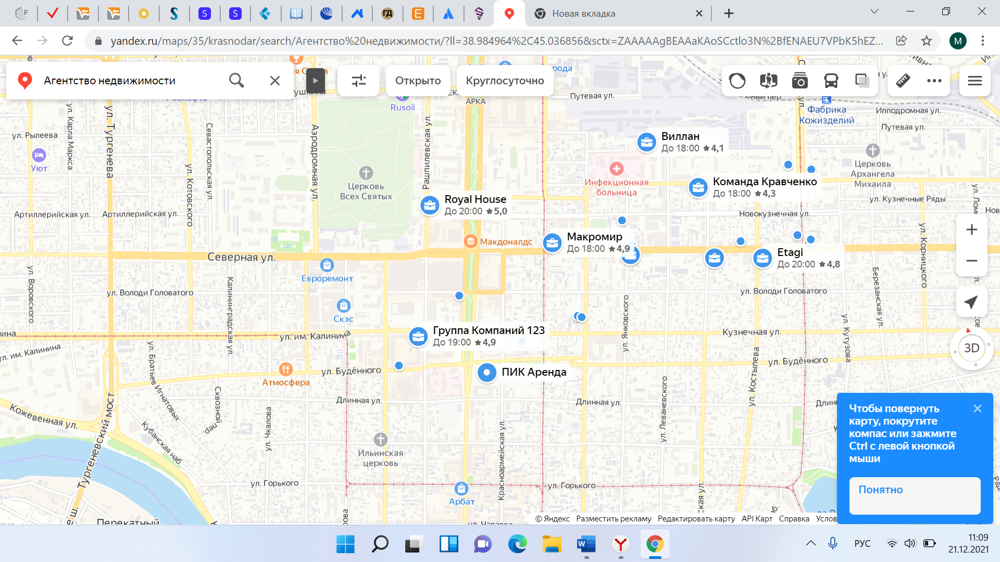 Новая вкладка
yandex.ru/maps/35/krasnodar/search/Агентство%20недвижимости/?ll=38.984964%2C45.036856&sctx=ZAAAAAgBEAAaKAoSCctlo3N%2BfENAEU7VPbK5hEZ...
M
Агентство недвижимости
Открыто
Круглосуточно
Rusoil
АРКА
Путевая ул.
Фабрика
Кожизделий
Ипподромная ул.
Путевая ул.
ул. Рылеева
ул. Карла Маркса
ул. Тургенева
Севастопольская ул.
Аэродромная ул.
Рашпилевская ул.
Виллан
До 18:00 ★4,1
Уют
ул. Котовского
Церковь
Всех Святых
Инфекционная
больница
Церковь
Архангела
Михаила
Команда Кравченко
До 18:00 ★4,3
Royal House
До 20:00 ★5,0
ул. Кузнечные Ряды
Артиллерийская ул.
Артиллерийская ул.
Новокузнечная ул.
Макдоналдс
Макромир
До 18:00 ★4,9
Северная ул.
Etagi
До 20:00 ★4,8
ул. Корницкого
Евроремонт
ул. Воровского
ул. Володи Головатого
Калининградская ул.
ул. Володи Головатого
Березанская ул.
Скэс
ул. Янковского
ул. Кутузова
Группа Компаний 123
До 19:00 ★4,9
ул. им. Калинина
Кузнечная ул.
3D
ул. им. Калинина
ул. Братьев Игнатовых
ул. Будённого
ул. Будённого
ПИК Аренда
Атмосфера
ул. Костылева
Длинная ул.
Длинная ул.
Сквозной пер.
ул. Чкалова
ул. Леваневского
Кожевенная ул.
Тургеневский мост
Кубанская наб.
Ильинская
церковь
Красноармейская ул.
ул. Горького
ул. Горького
Арбат
Перекатный
Чтобы повернуть
карту, покрутите
компас или зажмите
Ctrl с левой кнопкой
мыши
Понятно
© Яндекс Разместить рекламу Редактировать карту API Карт Справка Услов
РУС
11:09
21.12.2021